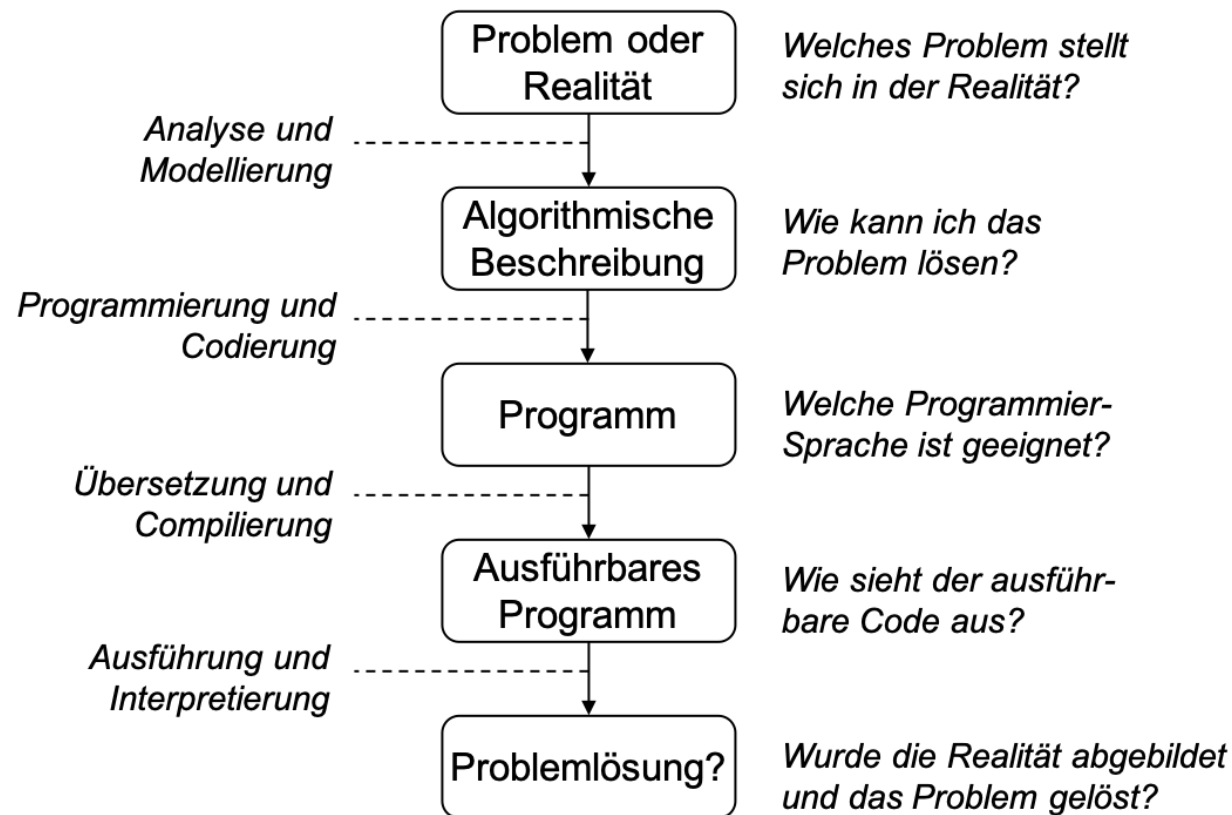 Problem oder
Realität
Welches Problem stellt
sich in der Realität?
Analyse und
Modellierung
Algorithmische
Beschreibung
Wie kann ich das
Problem lösen?
Programmierung und
Codierung
Programm
Welche Programmier-
Sprache ist geeignet?
Übersetzung und
Compilierung
Ausführbares
Programm
Wie sieht der ausführ-
bare Code aus?
Ausführung und
Interpretierung
Problemlösung?
Wurde die Realität abgebildet
und das Problem gelöst?